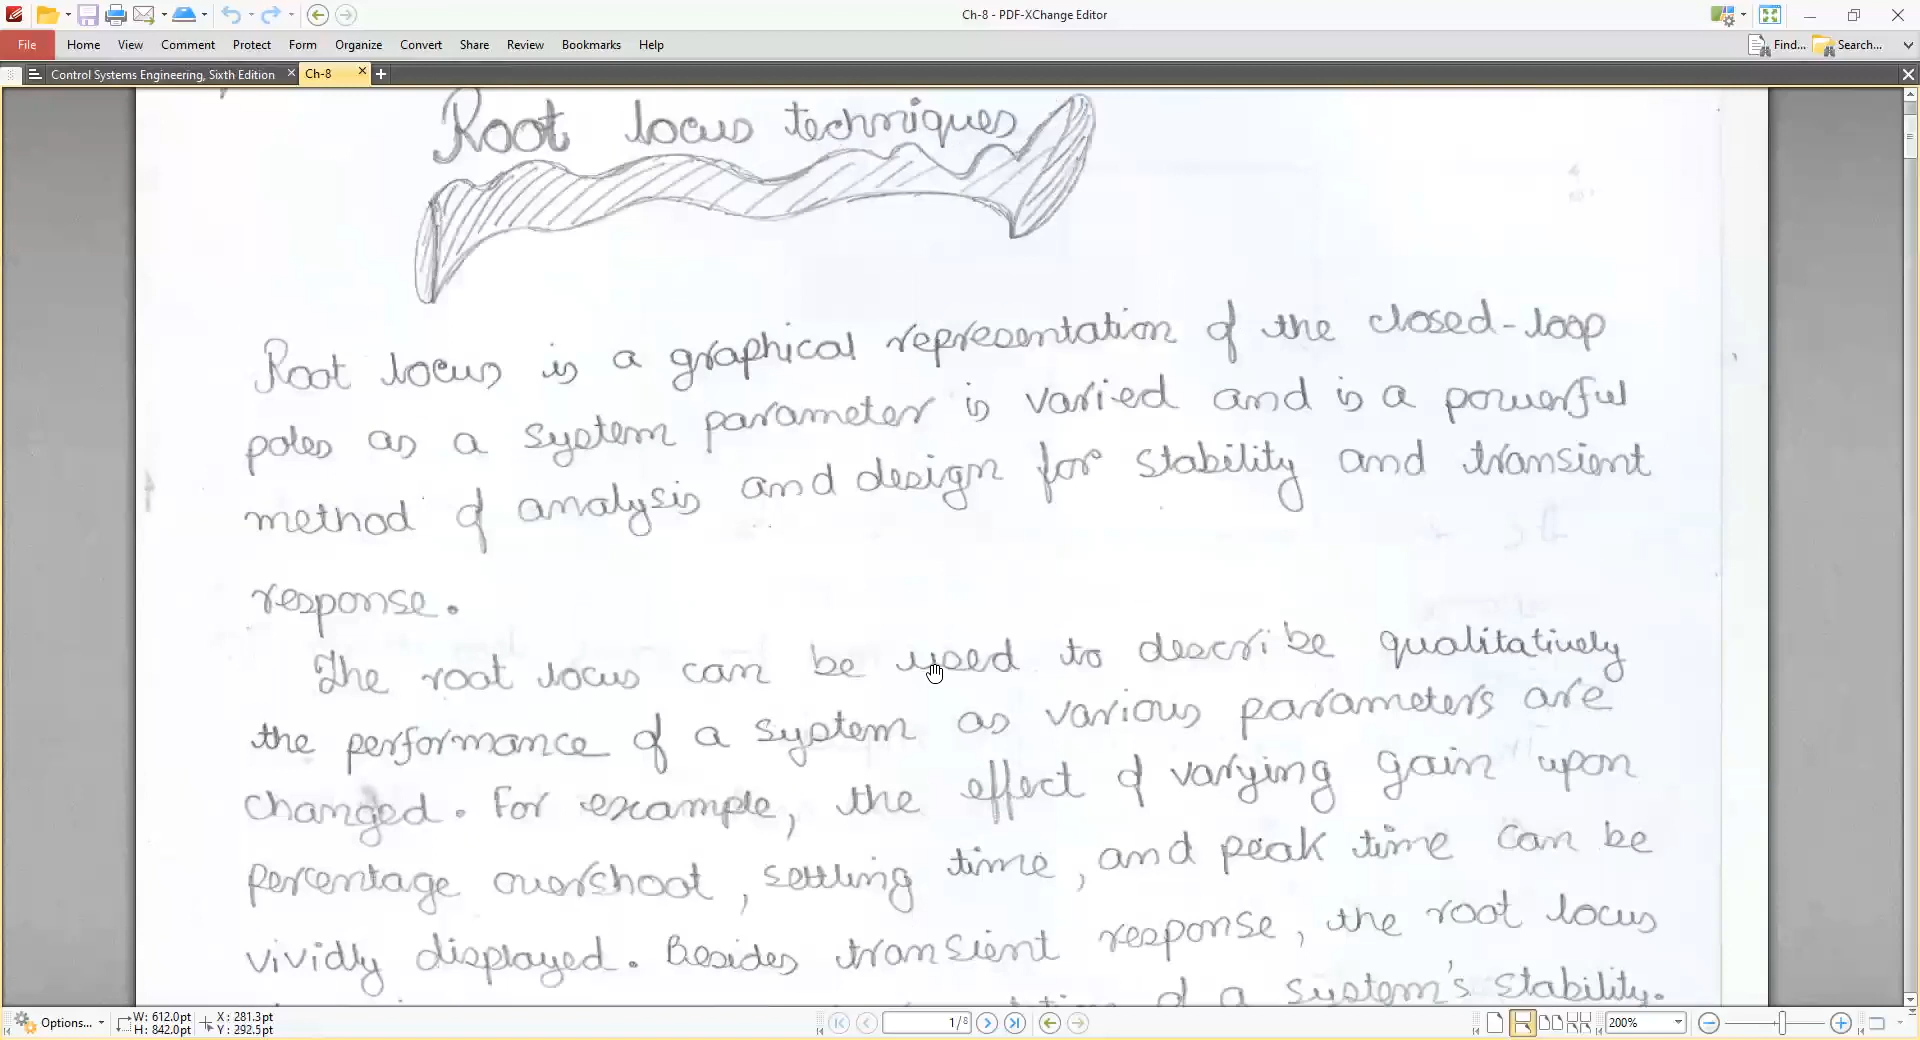 Ch-8 - PDF-XChange Editor
File Home View Comment Protect Form Organize Convert Share Review Bookmarks Help Find... Search...
Control Systems Engineering, Sixth Edition Ch-8
Root locus techniques
Root locus is a graphical representation of the closed-loop
poles as a system parameter is varied and is a powerful
method of analysis and design for stability and transient
response.
The root locus can be used to describe qualitatively
the performance of a system as various parameters are
changed. For example, the effect of varying gain upon
percentage overshoot, settling time, and peak time can be
vividly displayed. Besides transient response, the root locus
of a system's stability.
Options... W: 612.0pt X: 281.3pt 1/8 200%
H: 842.0pt Y: 292.5pt